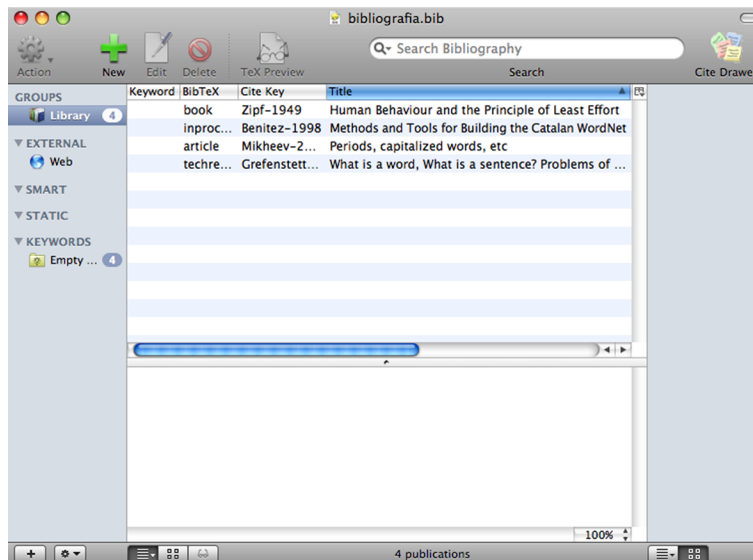 bibliografia.bib
Search Bibliography
Action New Edit Delete TeX Preview Search Cite Drawe
GROUPS
Library 4
EXTERNAL
Web
SMART
STATIC
KEYWORDS
Empty ... 4
Keyword BibTeX Cite Key Title
book Zipf-1949 Human Behaviour and the Principle of Least Effort
inproc... Benitez-1998 Methods and Tools for Building the Catalan WordNet
article Mikheev-2... Periods, capitalized words, etc
techre... Grefenstett... What is a word, What is a sentence? Problems of ...
100%
4 publications